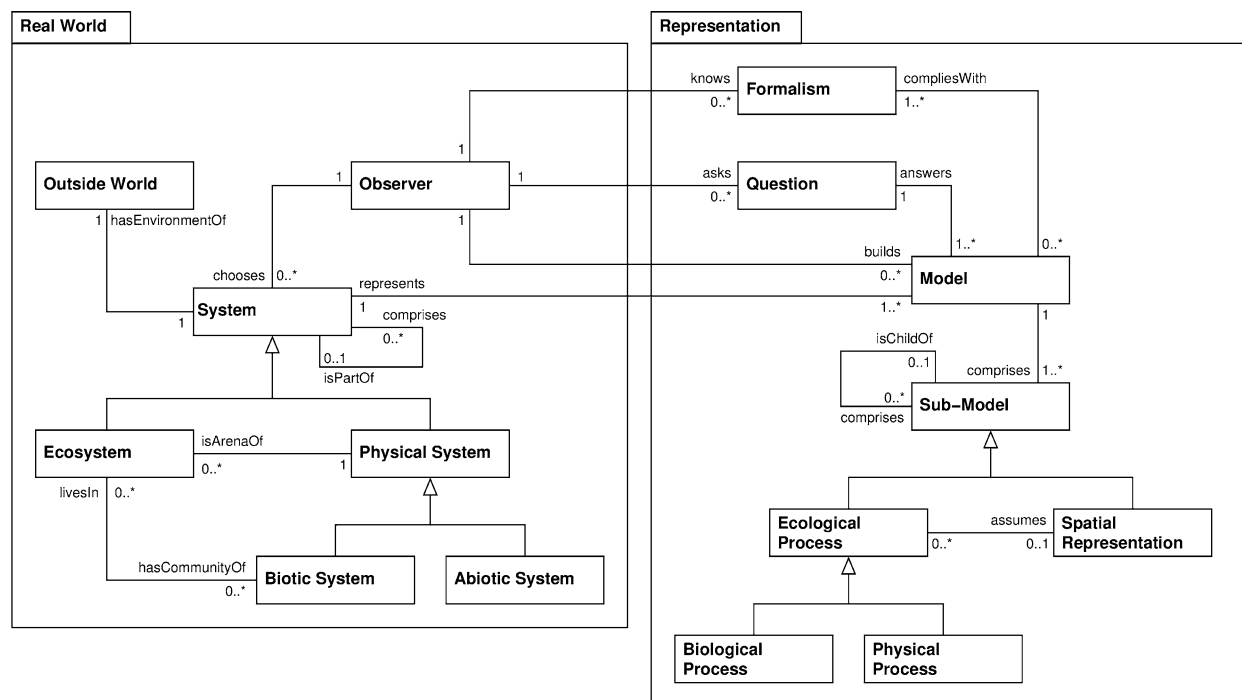 Real World
Representation
knows
0..*
Formalism
compliesWith
1..*
1
Outside World
1
Observer
1
asks
0..*
Question
answers
1
1
hasEnvironmentOf
1
chooses
0..*
builds
0..*
1..*
0..*
represents
1
1..*
Model
System
1
comprises
0..*
0..1
isPartOf
1
isChildOf
0..1
comprises
1..*
0..*
comprises
Sub-Model
Ecosystem
isArenaOf
0..*
1
Physical System
livesIn
0..*
hasCommunityOf
0..*
Biotic System
Abiotic System
Ecological
Process
assumes
0..*
0..1
Spatial
Representation
Biological
Process
Physical
Process